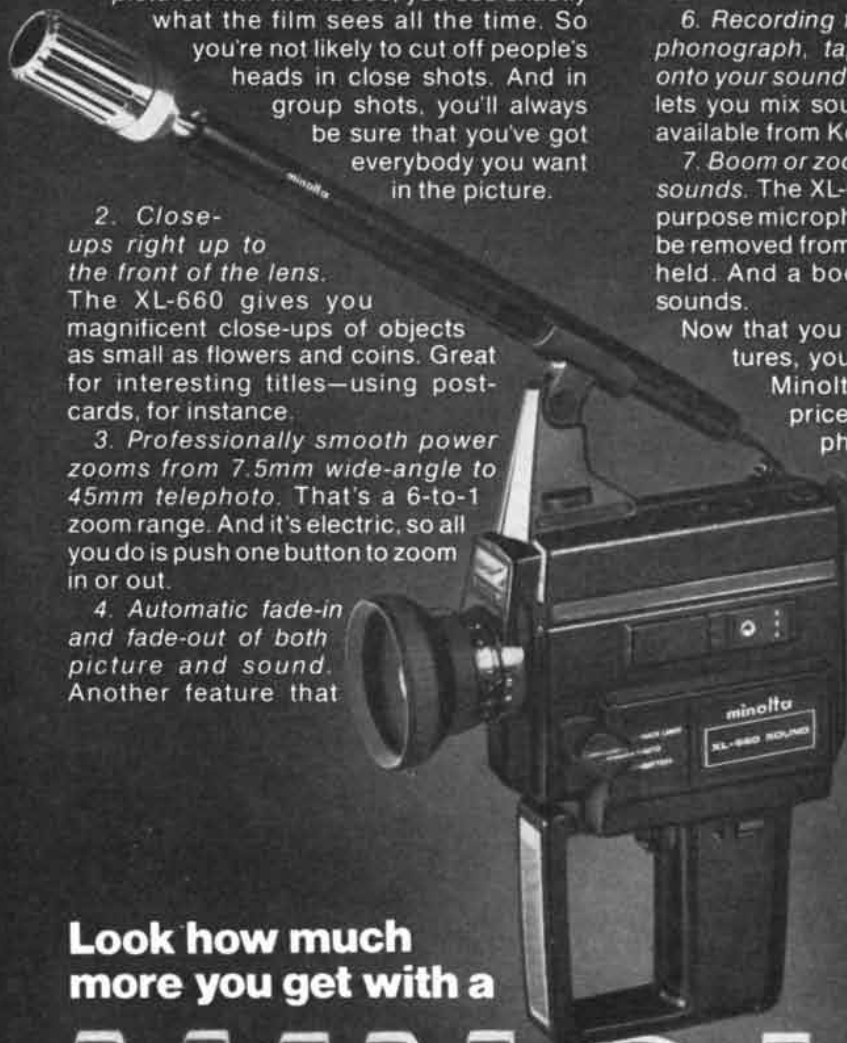 what the film sees all the time. So
you're not likely to cut off people's
heads in close shots. And in
group shots, you'll always
be sure that you've got
everybody you want
in the picture.
2. Close-
ups right up to
the front of the lens.
The XL-660 gives you
magnificent close-ups of objects
as small as flowers and coins. Great
for interesting titles—using post-
cards, for instance.
3. Professionally smooth power
zooms from 7.5mm wide-angle to
45mm telephoto. That's a 6-to-1
zoom range. And it's electric, so all
you do is push one button to zoom
in or out.
4. Automatic fade-in
and fade-out of both
picture and sound.
Another feature that
6. Recording
phonograph,
onto your sound
lets you mix
available from
7. Boom or
sounds. The XL-
purpose
be removed from
held. And a
sounds.
Now that you
tures,
price
minolta
minolta
XL-660 SOUND
Look how much
more you get with a